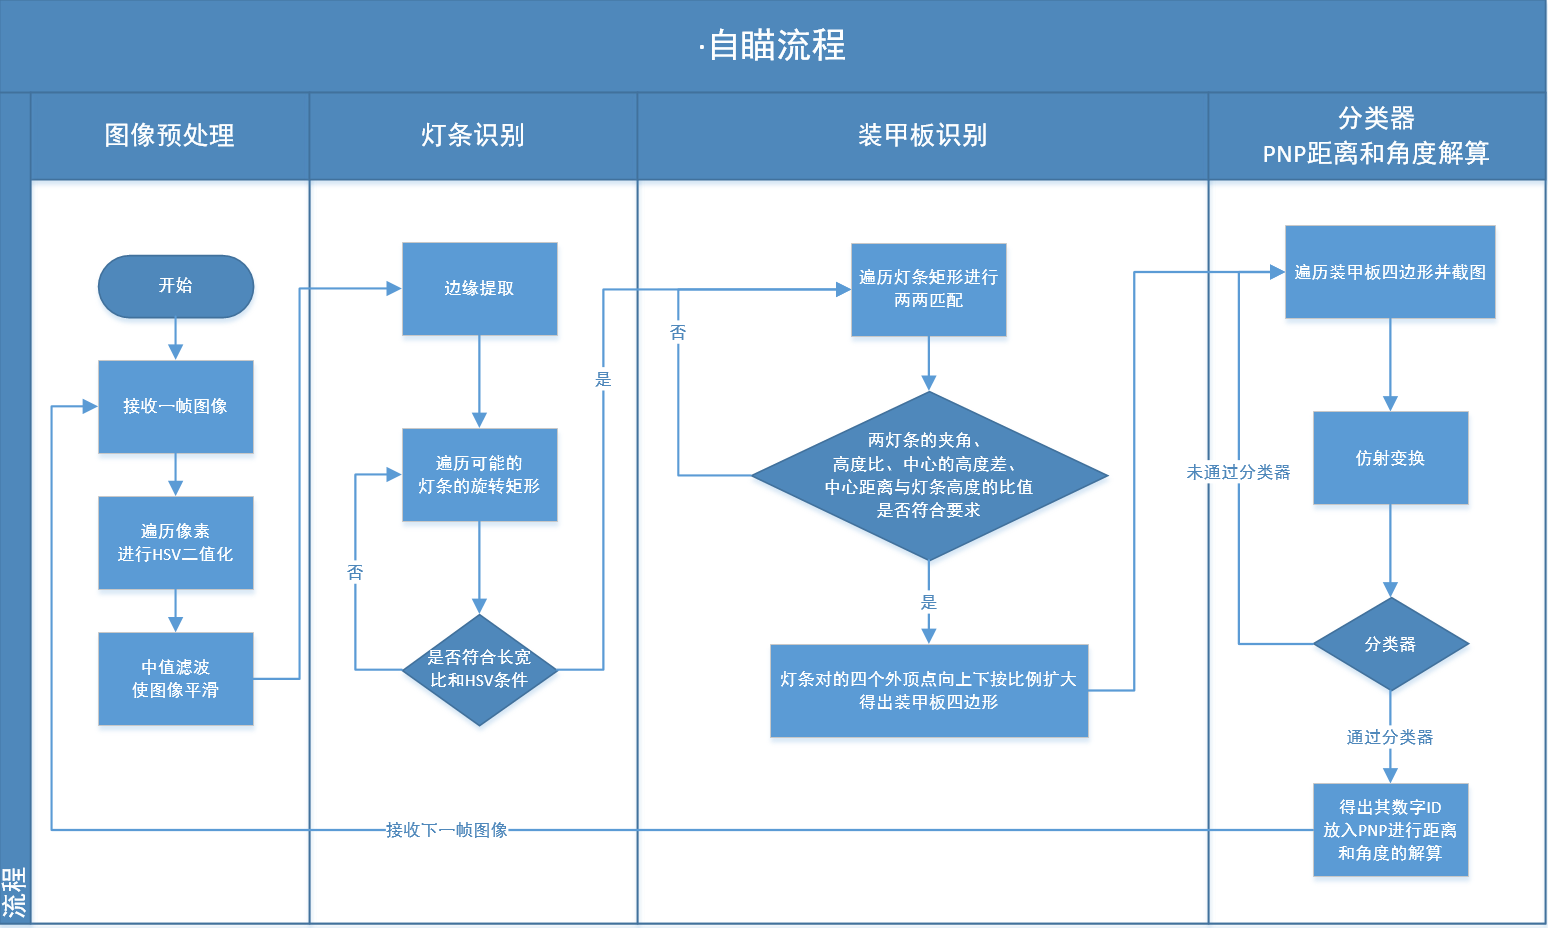 ·自瞄流程
图像预处理
灯条识别
装甲板识别
分类器
PNP距离和角度解算
流程
开始
接收一帧图像
遍历像素
进行HSV二值化
中值滤波
使图像平滑
边缘提取
遍历可能的
灯条的旋转矩形
否
是否符合长宽
比和HSV条件
是
遍历灯条矩形进行
两两匹配
否
两灯条的夹角、
高度比、中心的高度差、
中心距离与灯条高度的比值
是否符合要求
是
灯条对的四个外顶点向上下按比例扩大
得出装甲板四边形
遍历装甲板四边形并截图
仿射变换
未通过分类器
分类器
通过分类器
得出其数字ID
放入PNP进行距离
和角度的解算
接收下一帧图像